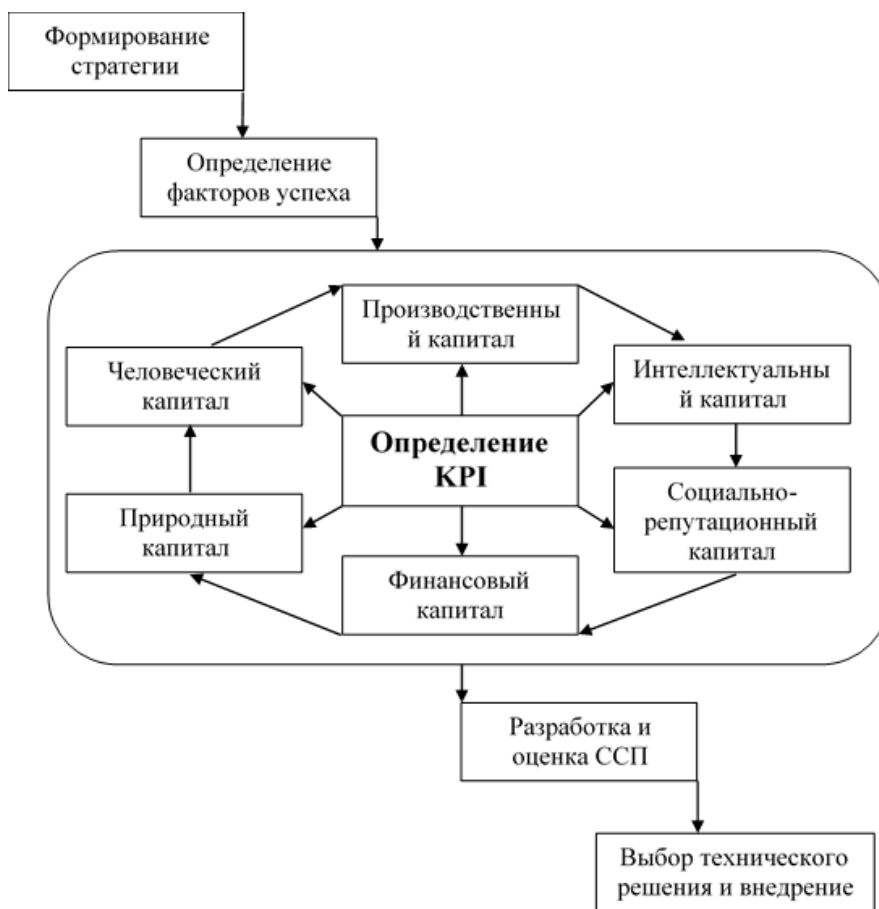 Формирование
стратегии
Определение
факторов успеха
Производственны
й капитал
Человеческий
капитал
Интеллектуальны
й капитал
Определение
KPI
Природный
капитал
Социально-
репутационный
капитал
Финансовый
капитал
Разработка и
оценка ССП
Выбор технического
решения и внедрение